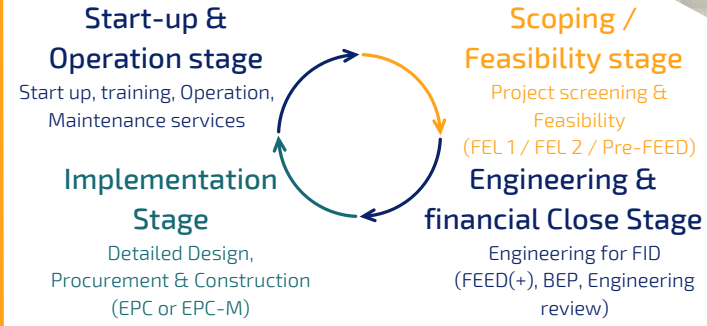 Start-up &
Operation stage
Start up, training, Operation,
Maintenance services
Scoping /
Feasibility stage
Project screening &
Feasibility
(FEL 1 / FEL 2 / Pre-FEED)
Implementation
Stage
Detailed Design,
Procurement & Construction
(EPC or EPC-M)
Engineering &
financial Close Stage
Engineering for FID
(FEED(+), BEP, Engineering
review)